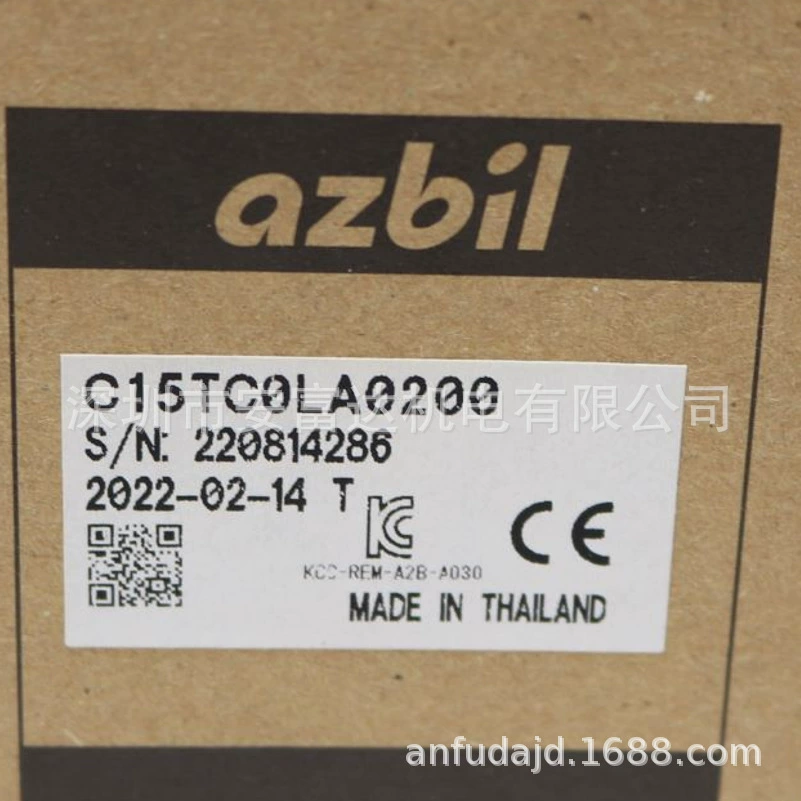 azbil
C15TC0LA0200
深圳市安富达机电有限公司
S/N: 220814286
2022-02-14 T
KCC-REM-A2B-A030
CE
MADE IN THAILAND
anfudajd.1688.com